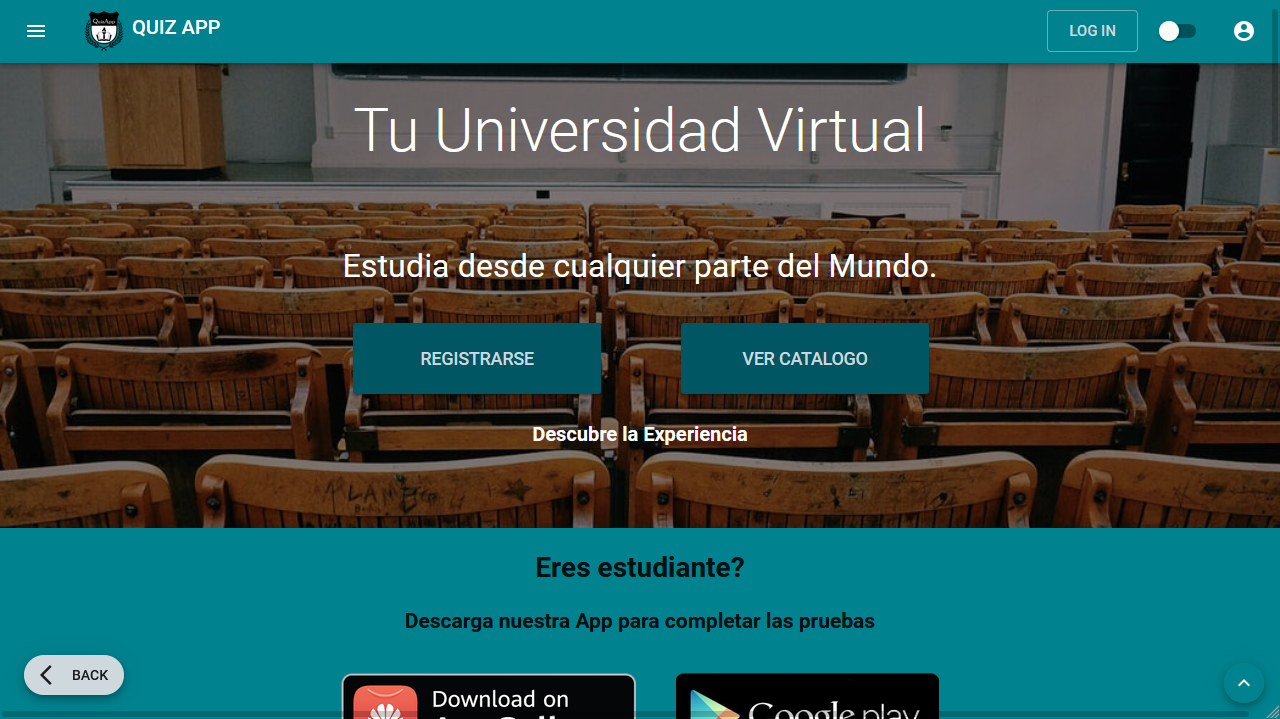 QuizApp
QUIZ APP
LOG IN
Tu Universidad Virtual
Estudia desde cualquier parte del Mundo.
REGISTRARSE
VER CATALOGO
Descubre la Experiencia
Eres estudiante?
Descarga nuestra App para completar las pruebas
BACK
Download on
Google play